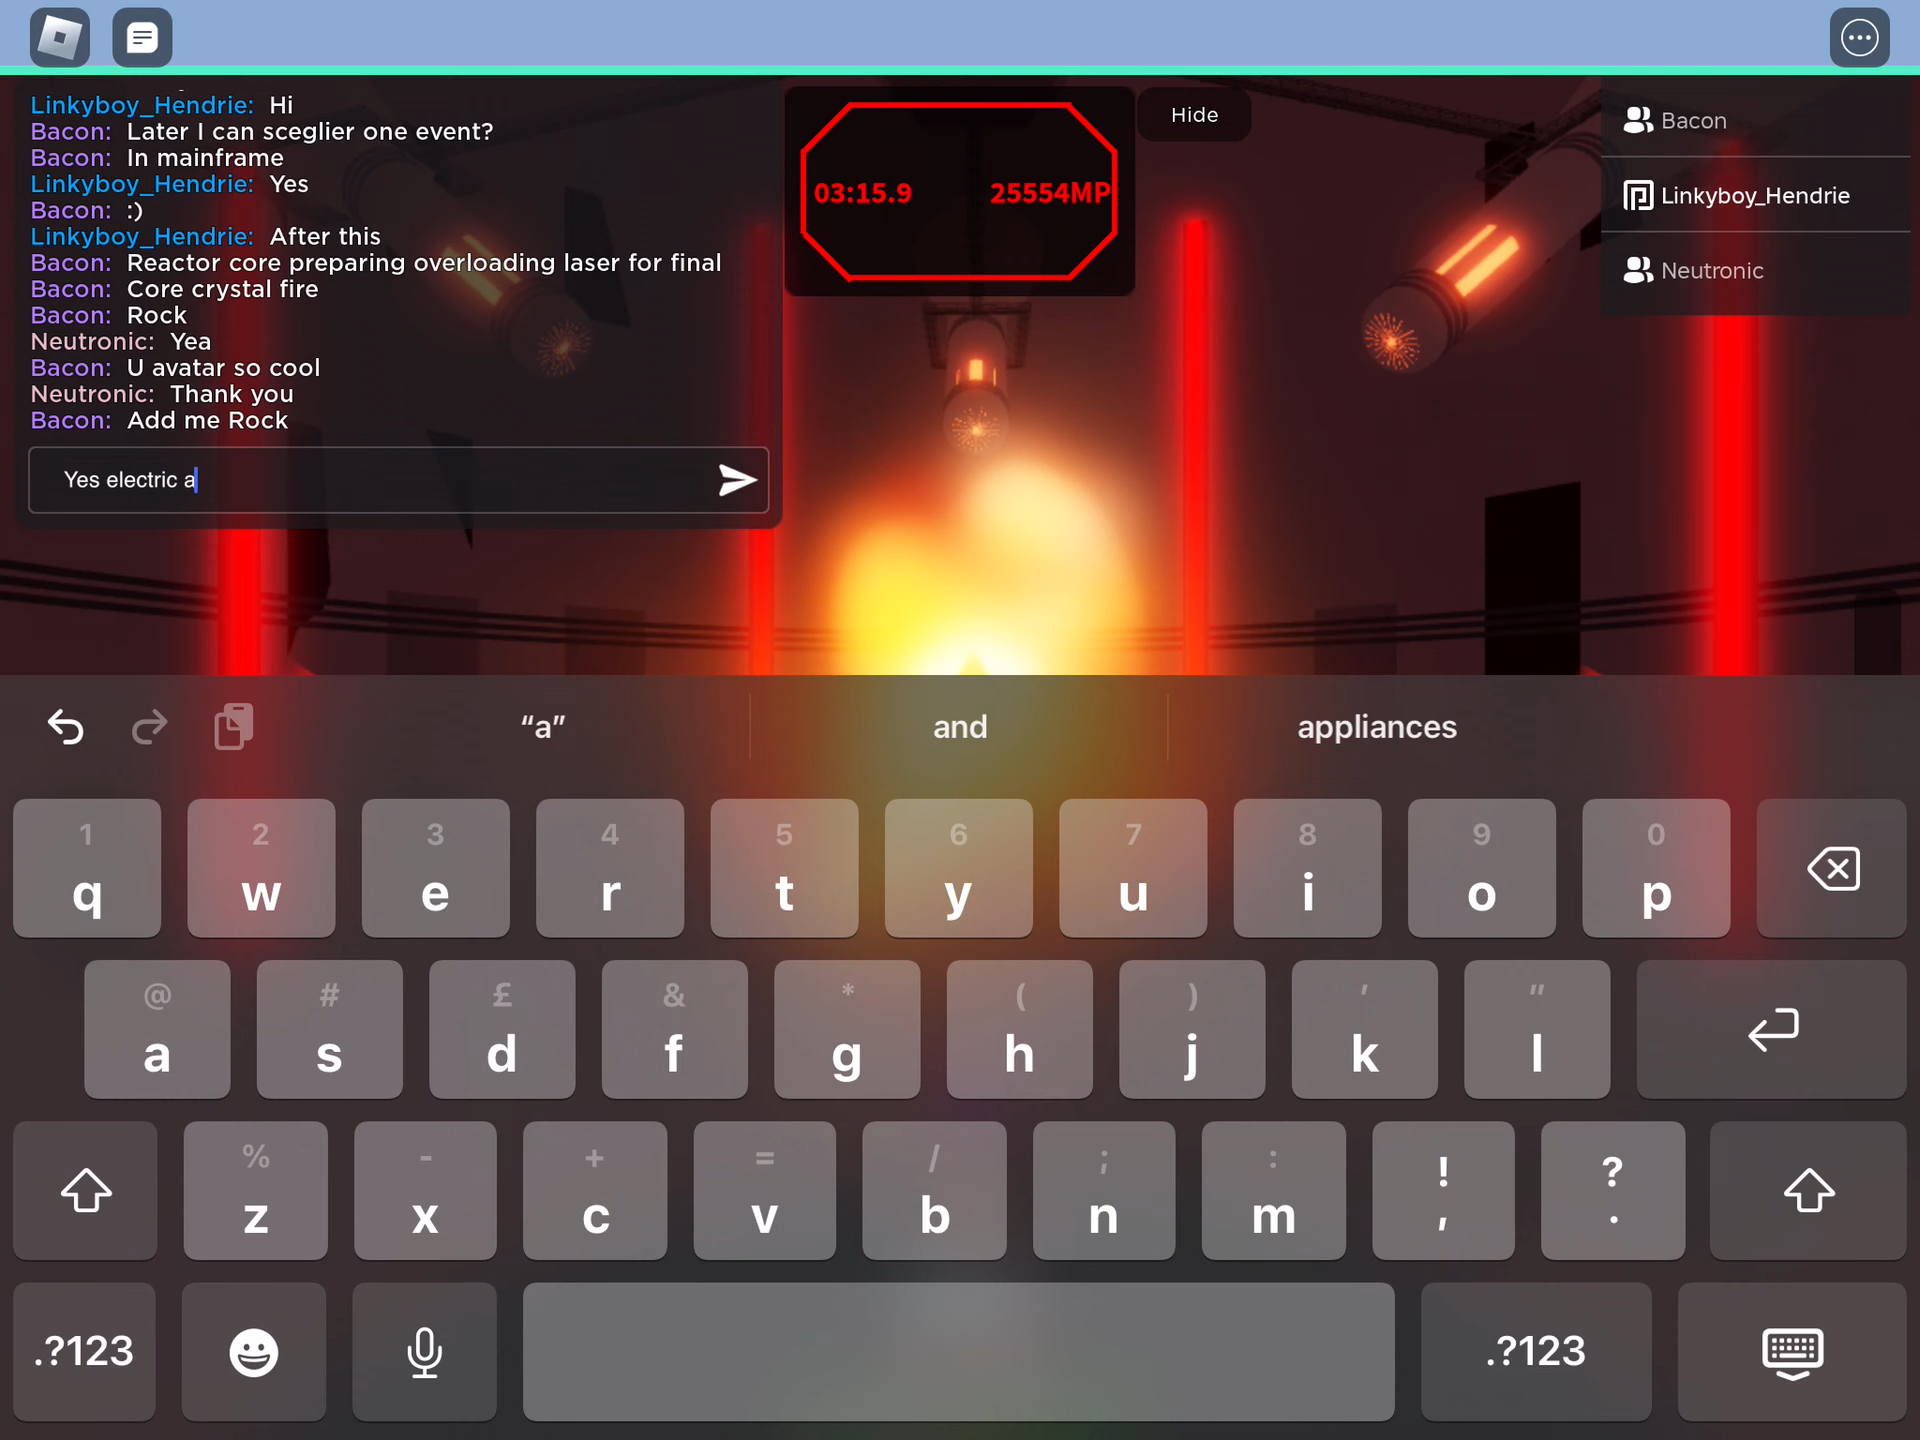 Linkyboy_Hendrie: Hi
Bacon: Later I can sceglier one event?
Bacon: In mainframe
Linkyboy_Hendrie: Yes
Bacon: :)
Linkyboy_Hendrie: After this
Bacon: Reactor core preparing overloading laser for final
Bacon: Core crystal fire
Bacon: Rock
Neutronic: Yea
Bacon: U avatar so cool
Neutronic: Thank you
Bacon: Add me Rock
Yes electric a
03:15.9 25554MP
Hide
Bacon
Linkyboy_Hendrie
Neutronic
“a” and appliances
1 2 3 4 5 6 7 8 9 0
q w e r t y u i o p
@ # £ & * ( ) ' "
a s d f g h j k l
% - + = / ; : ! ?
z x c v b n m , .
.?123 .?123